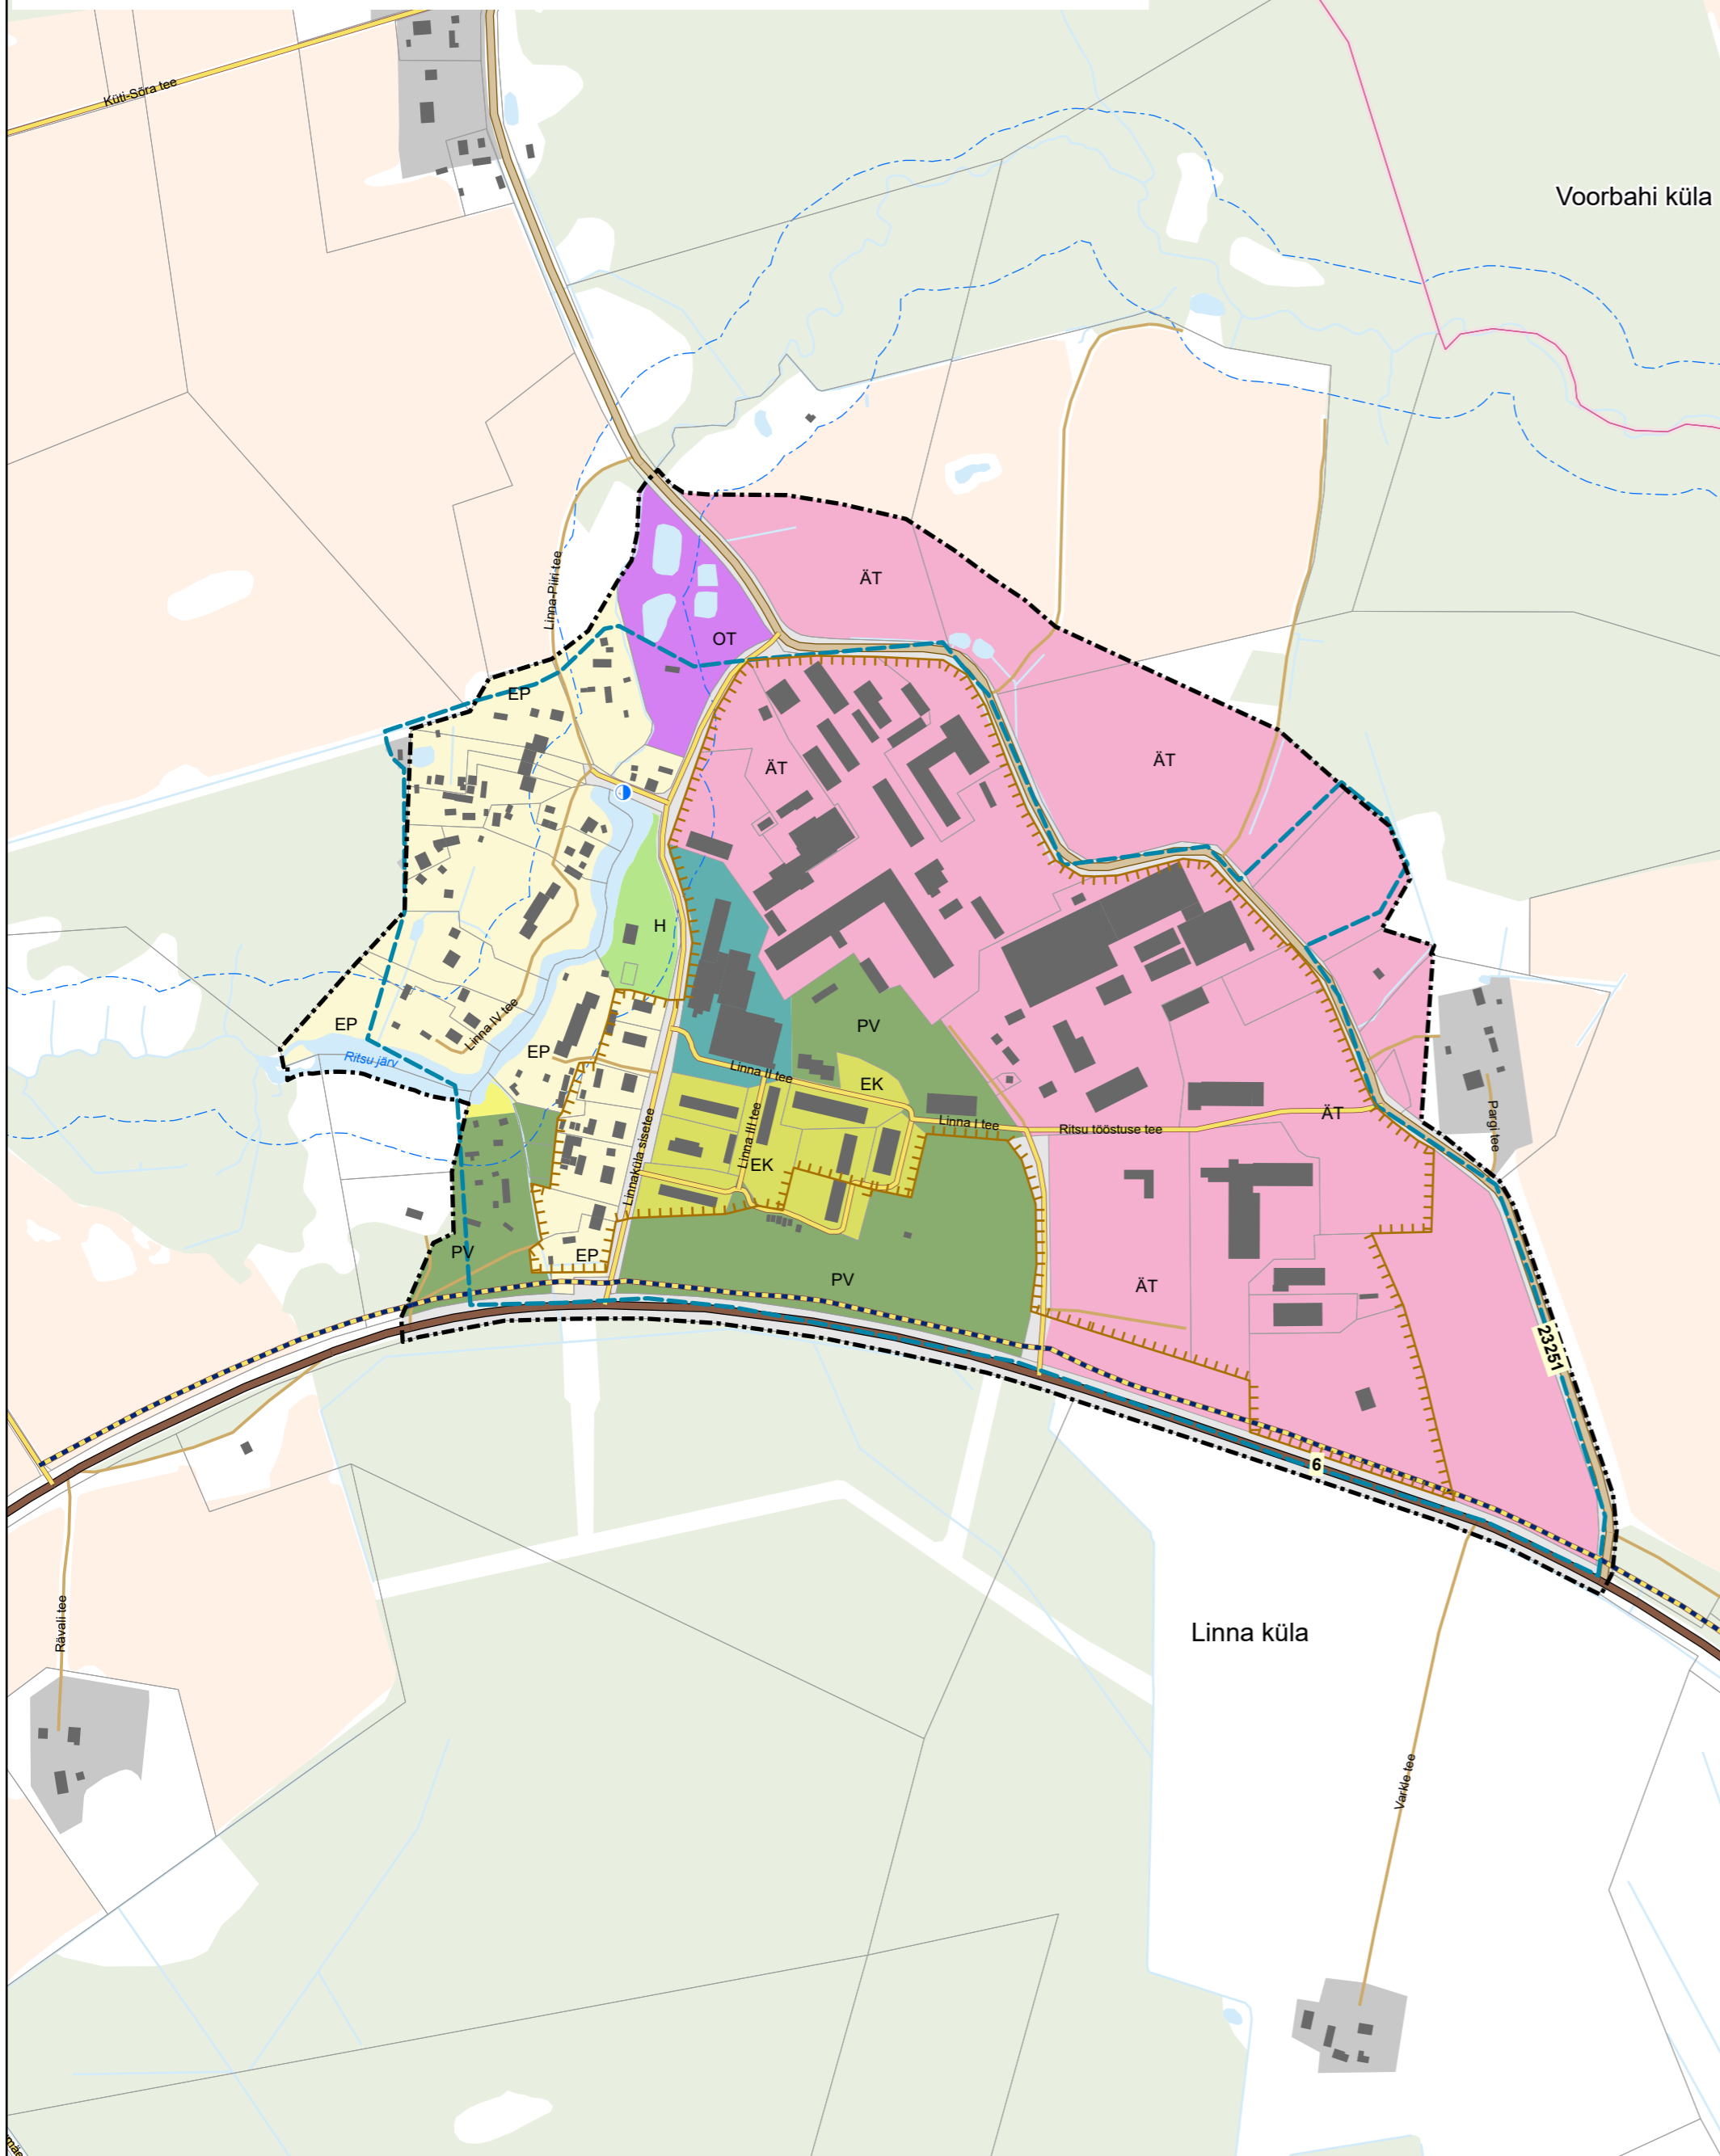 Küti-Sõra tee
Voorbahi küla
Linna-Piiri tee
ÄT
OT
EP
ÄT
ÄT
H
EP
Linna IV tee
PV
Ritsu järv
EP
Linna II tee
EK
Linna III tee
Linna I tee
Ritsu tööstuse tee
ÄT
Pargi tee
Linnaküla sisetee
EK
PV
EP
PV
ÄT
23251
6
Rävali tee
Linna küla
Varkle tee